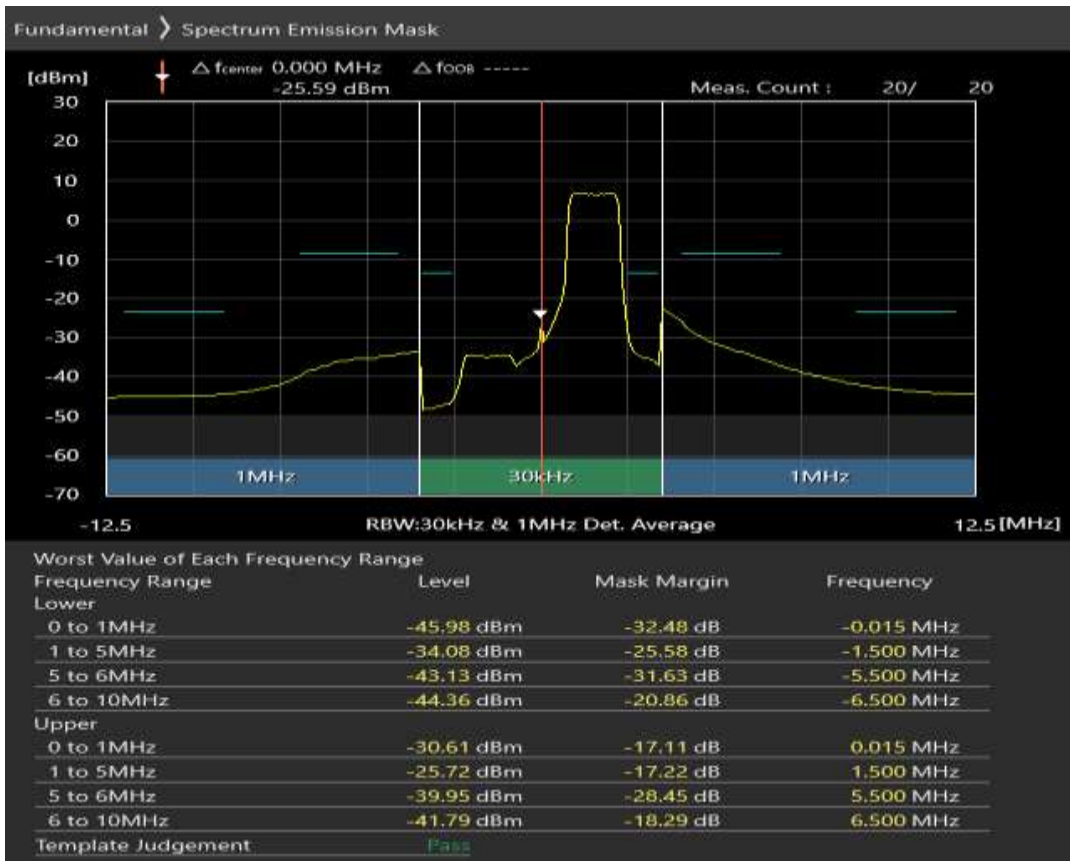 Fundamental ❯ Spectrum Emission Mask
[dBm] △ fcenter 0.000 MHz △ fOOB -----
-25.59 dBm Meas. Count : 20/ 20
30
20
10
0
-10
-20
-30
-40
-50
-60
-70
1MHz 30kHz 1MHz
-12.5 RBW:30kHz & 1MHz Det. Average 12.5 [MHz]
Worst Value of Each Frequency Range
Frequency Range Level Mask Margin Frequency
Lower
0 to 1MHz -45.98 dBm -32.48 dB -0.015 MHz
1 to 5MHz -34.08 dBm -25.58 dB -1.500 MHz
5 to 6MHz -43.13 dBm -31.63 dB -5.500 MHz
6 to 10MHz -44.36 dBm -20.86 dB -6.500 MHz
Upper
0 to 1MHz -30.61 dBm -17.11 dB 0.015 MHz
1 to 5MHz -25.72 dBm -17.22 dB 1.500 MHz
5 to 6MHz -39.95 dBm -28.45 dB 5.500 MHz
6 to 10MHz -41.79 dBm -18.29 dB 6.500 MHz
Template Judgement Pass